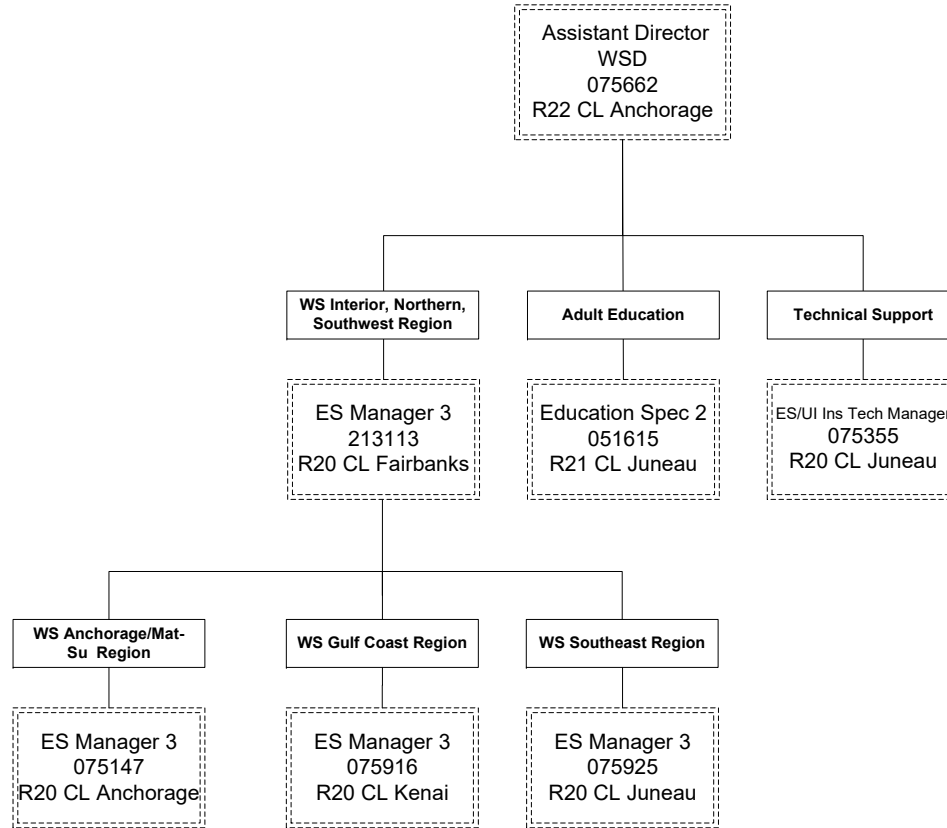 Assistant Director
WSD
075662
R22 CL Anchorage
WS Interior, Northern,
Southwest Region
Adult Education
Technical Support
ES Manager 3
213113
R20 CL Fairbanks
Education Spec 2
051615
R21 CL Juneau
ES/UI Ins Tech Manager
075355
R20 CL Juneau
WS Anchorage/Mat-
Su Region
WS Gulf Coast Region
WS Southeast Region
ES Manager 3
075147
R20 CL Anchorage
ES Manager 3
075916
R20 CL Kenai
ES Manager 3
075925
R20 CL Juneau